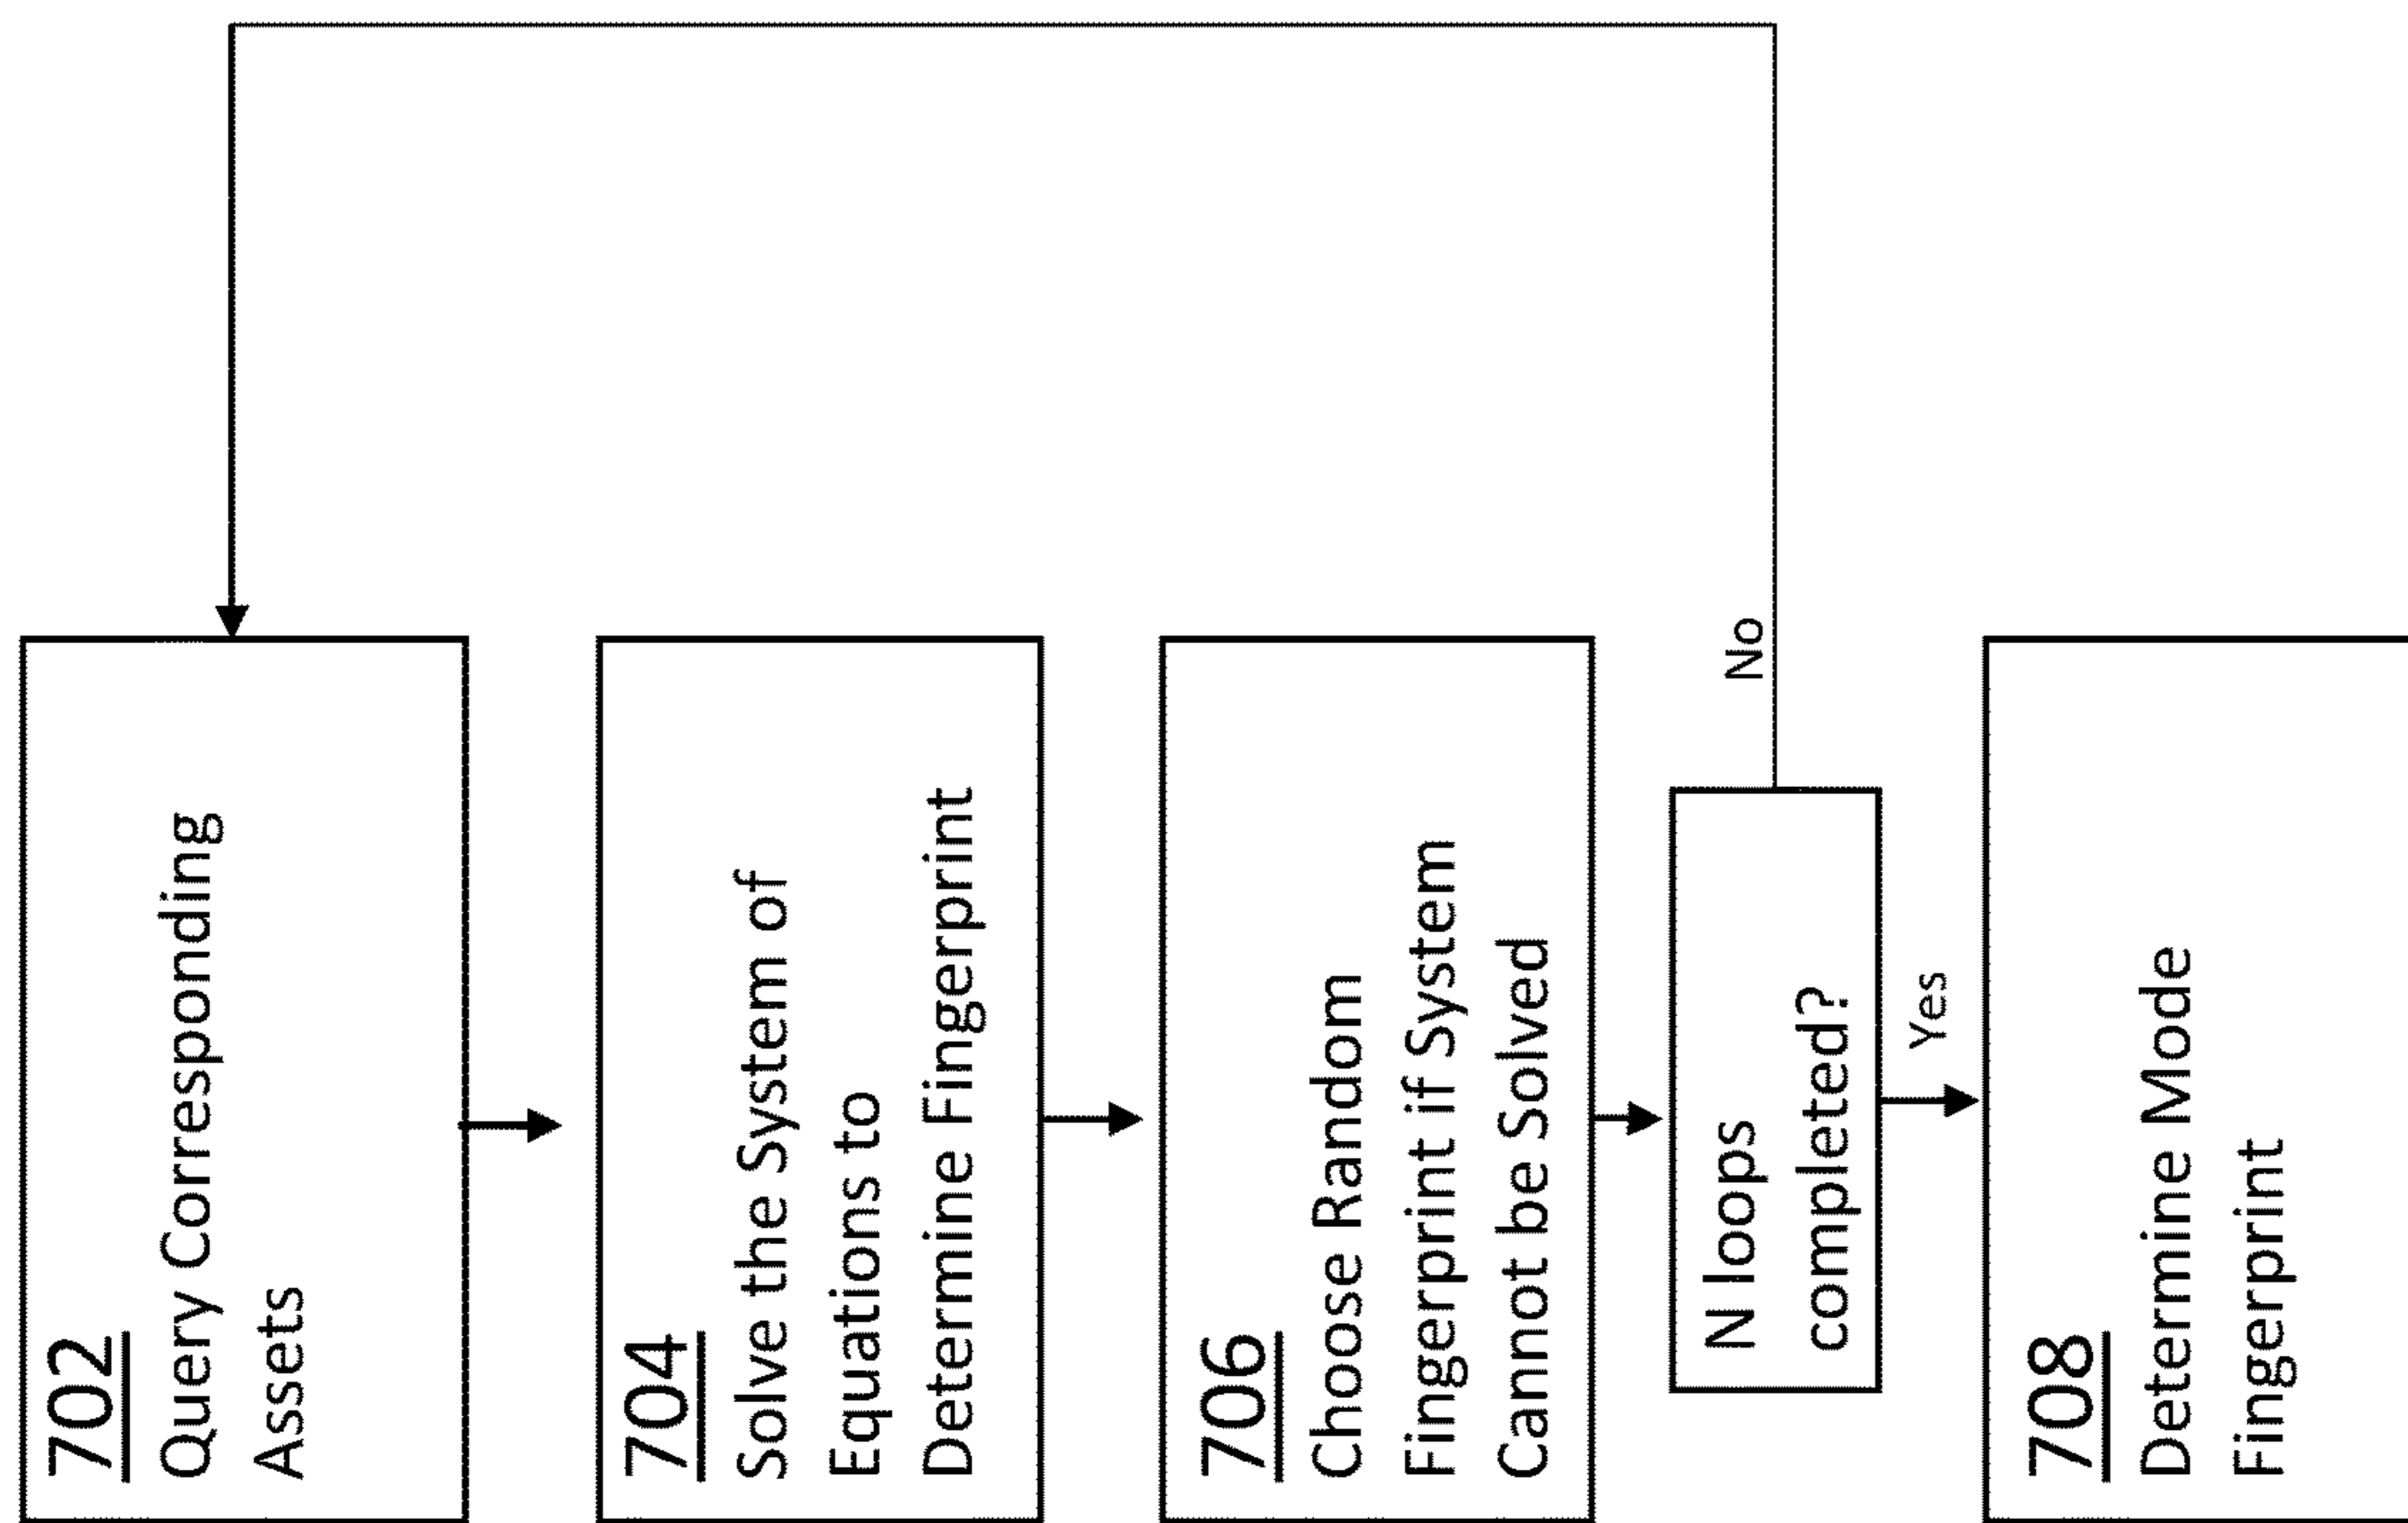 702
Query Corresponding
Assets
704
Solve the System of
Equations to
Determine Fingerprint
706
Choose Random
Fingerprint if System
Cannot be Solved
N loops
completed?
No
Yes
708
Determine Mode
Fingerprint